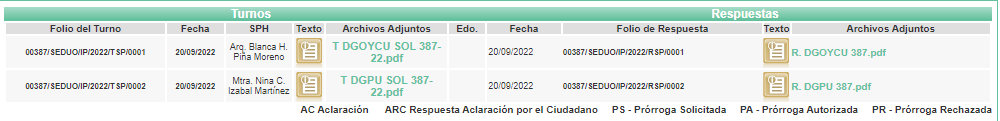 Turnos Respuestas
Folio del Turno Fecha SPH Texto Archivos Adjuntos Edo. Fecha Folio de Respuesta Texto Archivos Adjuntos
00387/SEDUO/IP/2022/TSP/0001 20/09/2022 Arq. Blanca H. Piña Moreno T DGOYCU SOL 387-22.pdf 20/09/2022 00387/SEDUO/IP/2022/RSP/0001 R. DGOYCU 387.pdf
00387/SEDUO/IP/2022/TSP/0002 20/09/2022 Mtra. Nina C. Izabal Martínez T DGPU SOL 387-22.pdf 20/09/2022 00387/SEDUO/IP/2022/RSP/0002 R. DGPU 387.pdf
AC Aclaración ARC Respuesta Aclaración por el Ciudadano PS - Prórroga Solicitada PA - Prórroga Autorizada PR - Prórroga Rechazada